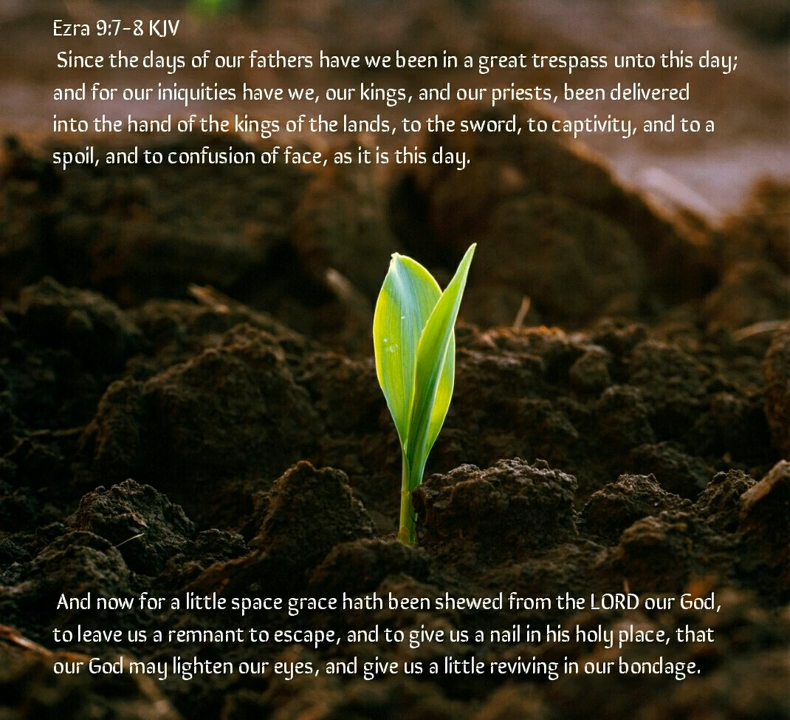 Ezra 9:7-8 KJV
Since the days of our fathers have we been in a great trespass unto this day;
and for our iniquities have we, our kings, and our priests, been delivered
into the hand of the kings of the lands, to the sword, to captivity, and to a
spoil, and to confusion of face, as it is this day.
And now for a little space grace hath been shewed from the LORD our God,
to leave us a remnant to escape, and to give us a nail in his holy place, that
our God may lighten our eyes, and give us a little reviving in our bondage.